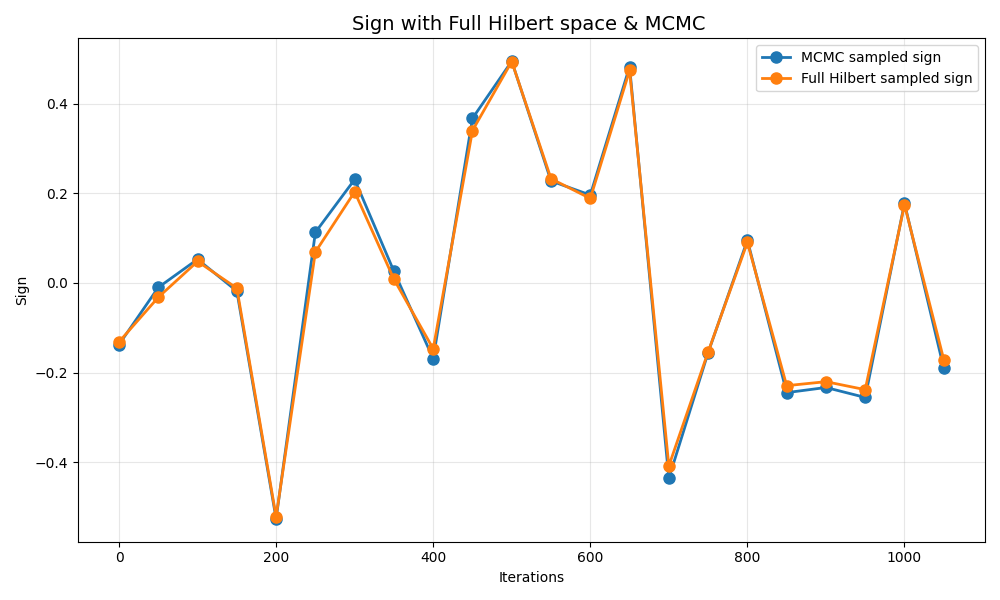 Sign with Full Hilbert space & MCMC
MCMC sampled sign
Full Hilbert sampled sign
0.4
0.2
0.0
−0.2
−0.4
Sign
0 200 400 600 800 1000
Iterations